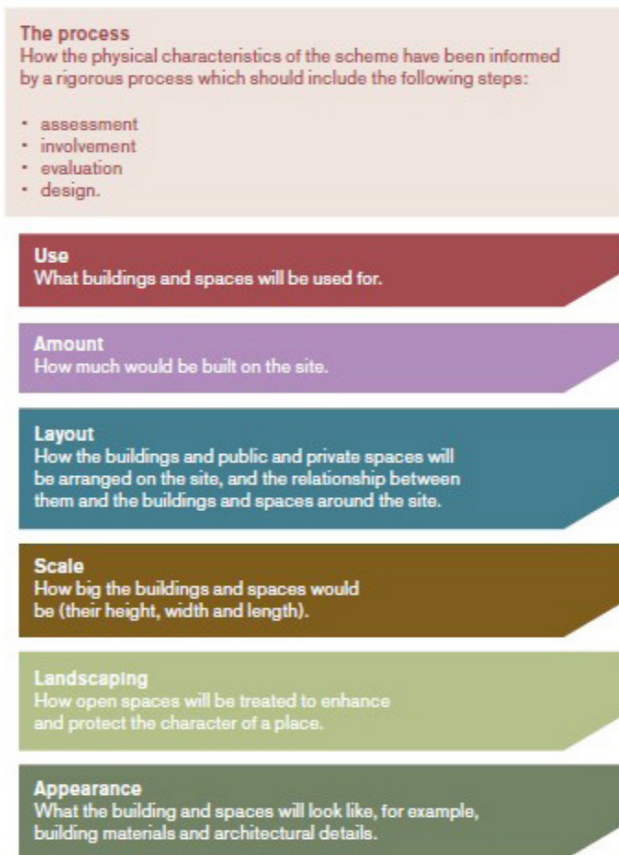 The process
How the physical characteristics of the scheme have been informed
by a rigorous process which should include the following steps:
• assessment
• involvement
• evaluation
• design.
Use
What buildings and spaces will be used for.
Amount
How much would be built on the site.
Layout
How the buildings and public and private spaces will
be arranged on the site, and the relationship between
them and the buildings and spaces around the site.
Scale
How big the buildings and spaces would
be (their height, width and length).
Landscaping
How open spaces will be treated to enhance
and protect the character of a place.
Appearance
What the building and spaces will look like, for example,
building materials and architectural details.